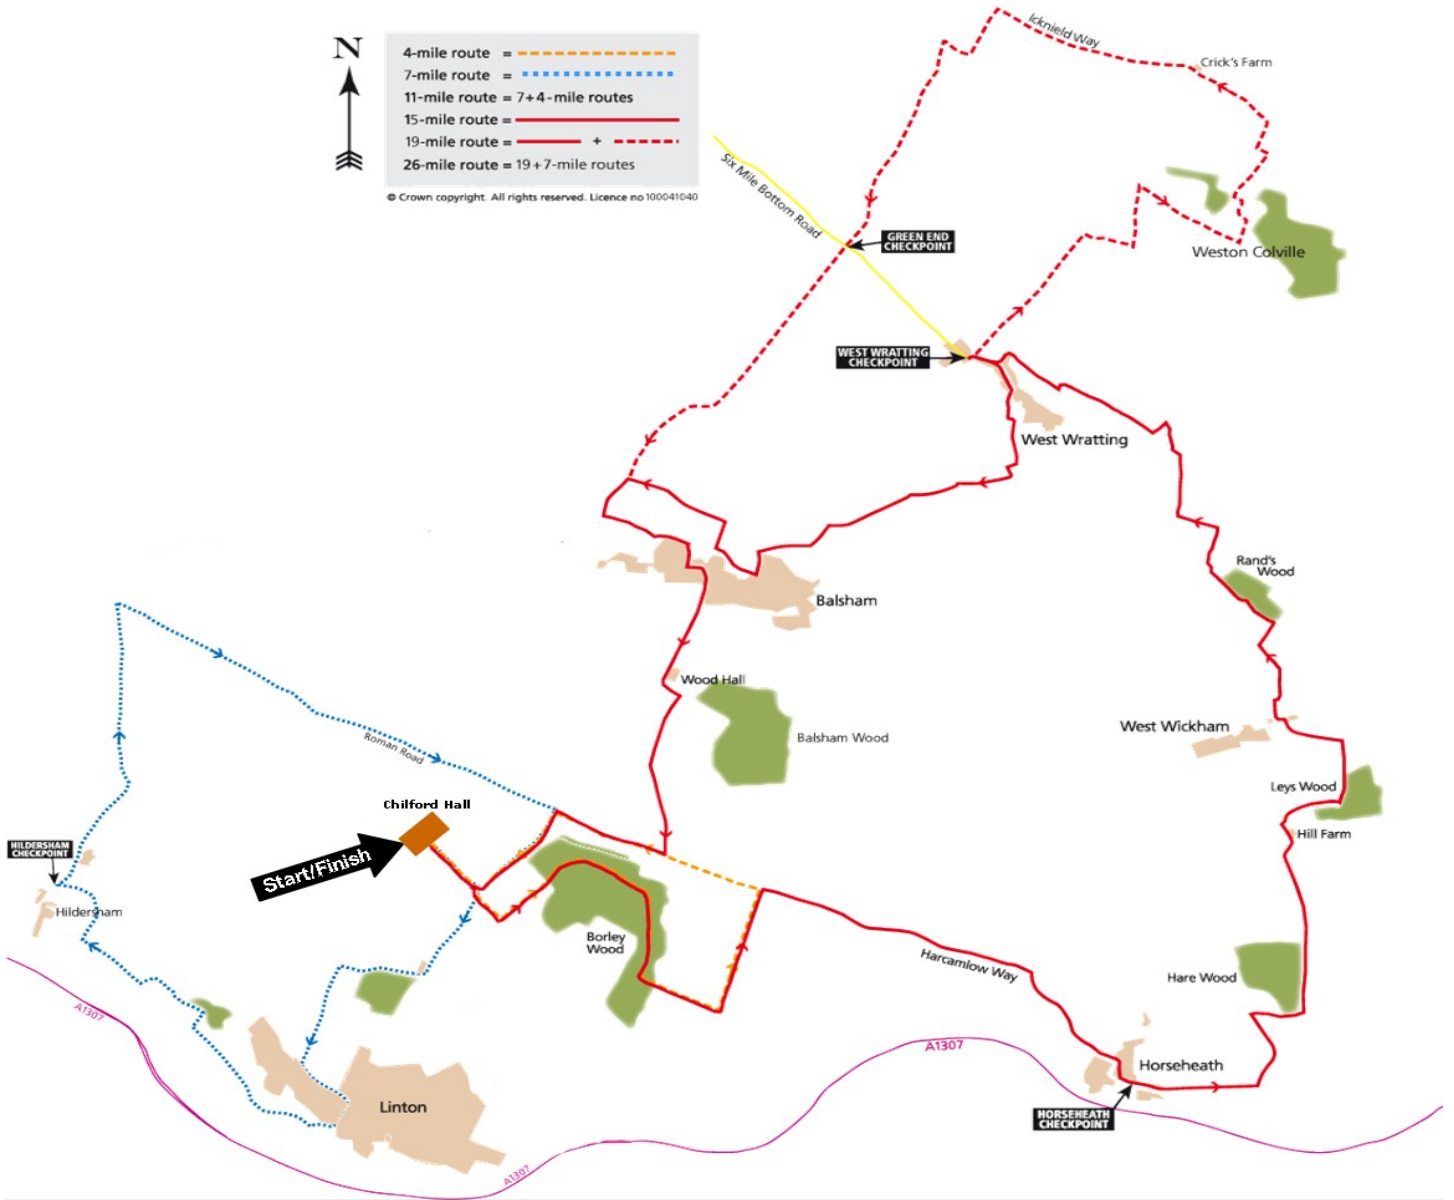 N
4-mile route =
7-mile route =
11-mile route = 7+4-mile routes
15-mile route =
19-mile route = +
26-mile route = 19+7-mile routes
© Crown copyright. All rights reserved. Licence no 100041040
Icknield Way
Crick's Farm
Six Mile Bottom Road
GREEN END
CHECKPOINT
Weston Colville
WEST WRATTING
CHECKPOINT
West Wratting
Rand's
Wood
Balsham
Wood Hall
West Wickham
Balsham Wood
Roman Road
Leys Wood
Chilford Hall
Hill Farm
HILDERSHAM
CHECKPOINT
Start/Finish
Hildersham
Borley
Wood
Harcamlow Way
Hare Wood
A1307
A1307
Horseheath
Linton
HORSEHEATH
CHECKPOINT
A1307